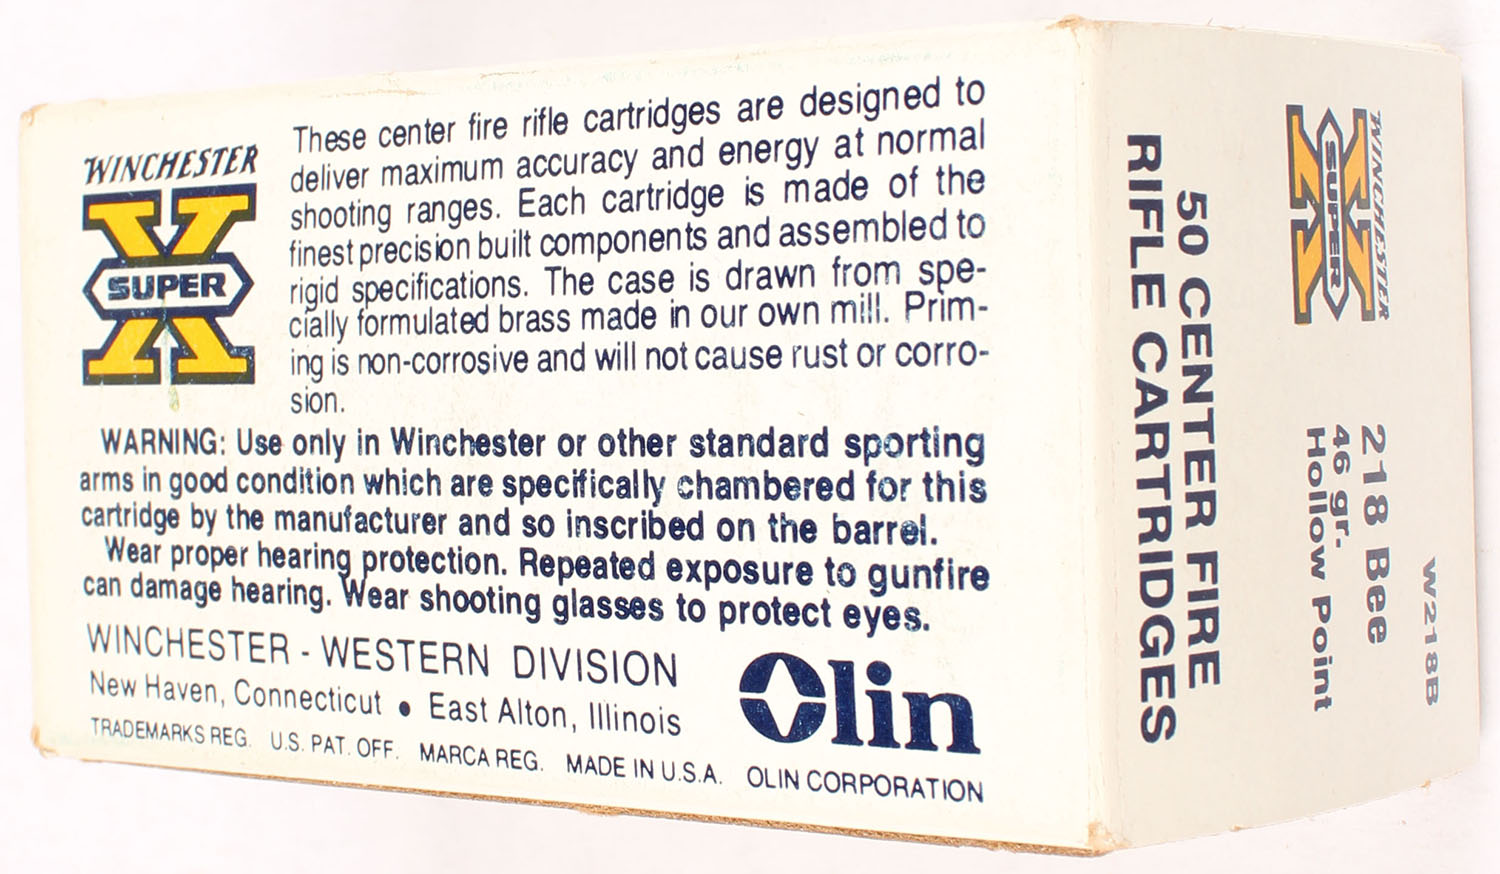 WINCHESTER
SUPER
X
These center fire rifle cartridges are designed to
deliver maximum accuracy and energy at normal
shooting ranges. Each cartridge is made of the
finest precision built components and assembled to
rigid specifications. The case is drawn from spe-
cially formulated brass made in our own mill. Prim-
ing is non-corrosive and will not cause rust or corro-
sion.
WARNING: Use only in Winchester or other standard sporting
arms in good condition which are specifically chambered for this
cartridge by the manufacturer and so inscribed on the barrel.
Wear proper hearing protection. Repeated exposure to gunfire
can damage hearing. Wear shooting glasses to protect eyes.
WINCHESTER - WESTERN DIVISION
New Haven, Connecticut • East Alton, Illinois
Olin
TRADEMARKS REG. U.S. PAT. OFF. MARCA REG. MADE IN U.S.A. OLIN CORPORATION
WINCHESTER
SUPER
X
W218B
218 Bee
46 gr.
Hollow Point
50 CENTER FIRE
RIFLE CARTRIDGES